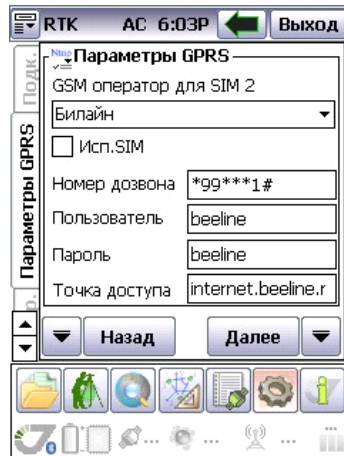 RTK AC 6:03P Выход
Ntrip Параметры GPRS
GSM оператор для SIM 2
Билайн
Исп.SIM
Номер дозвона *99***1#
Пользователь beeline
Пароль beeline
Точка доступа internet.beeline.r
Назад Далее
Подк.
Параметры GPRS
р.
... ... ...